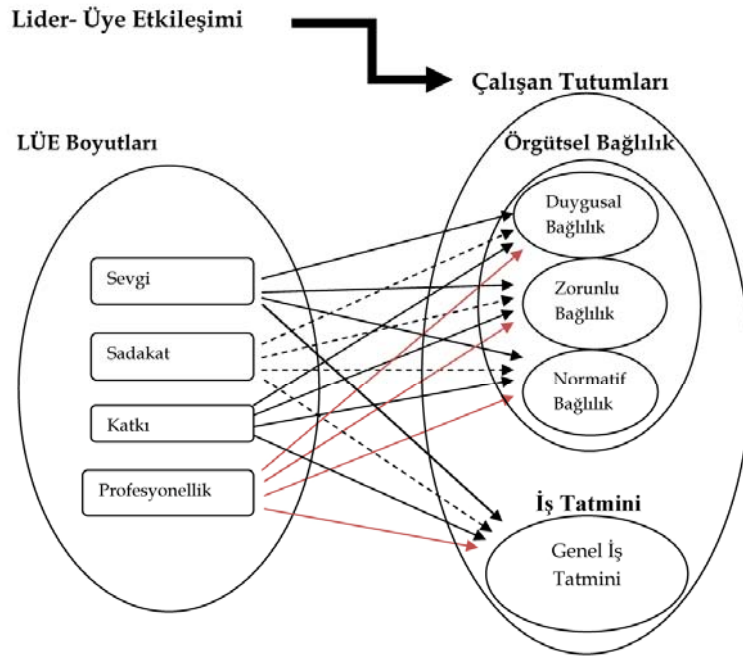 Lider- Üye Etkileşimi
Çalışan Tutumları
LÜE Boyutları
Örgütsel Bağlılık
Duygusal
Bağlılık
Sevgi
Zorunlu
Bağlılık
Sadakat
Normatif
Bağlılık
Katkı
Profesyonellik
İş Tatmini
Genel İş
Tatmini